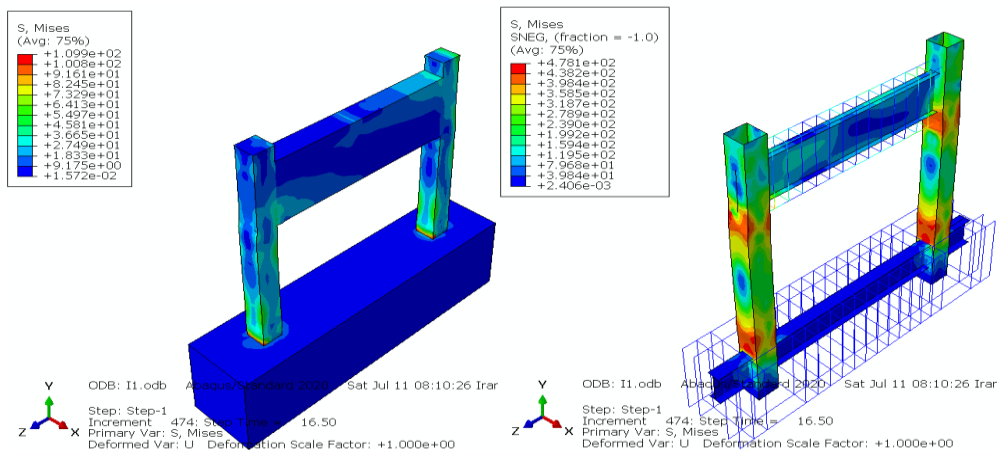 S, Mises
(Avg: 75%)
+1.099e+02
+1.008e+02
+9.161e+01
+8.245e+01
+7.329e+01
+6.413e+01
+5.497e+01
+4.581e+01
+3.665e+01
+2.749e+01
+1.833e+01
+9.175e+00
+1.572e-02
Y
Z
X
ODB: I1.odb Abaqus/Standard 2020 Sat Jul 11 08:10:26 Irar
Step: Step-1
Increment 474: Step Time = 16.50
Primary Var: S, Mises
Deformed Var: U Deformation Scale Factor: +1.000e+00
S, Mises
SNEG, (fraction = -1.0)
(Avg: 75%)
+4.781e+02
+4.382e+02
+3.984e+02
+3.585e+02
+3.187e+02
+2.789e+02
+2.390e+02
+1.992e+02
+1.594e+02
+1.195e+02
+7.968e+01
+3.984e+01
+2.406e-03
Y
Z
X
ODB: I1.odb Abaqus/Standard 2020 Sat Jul 11 08:10:26 Irar
Step: Step-1
Increment 474: Step Time = 16.50
Primary Var: S, Mises
Deformed Var: U Deformation Scale Factor: +1.000e+00